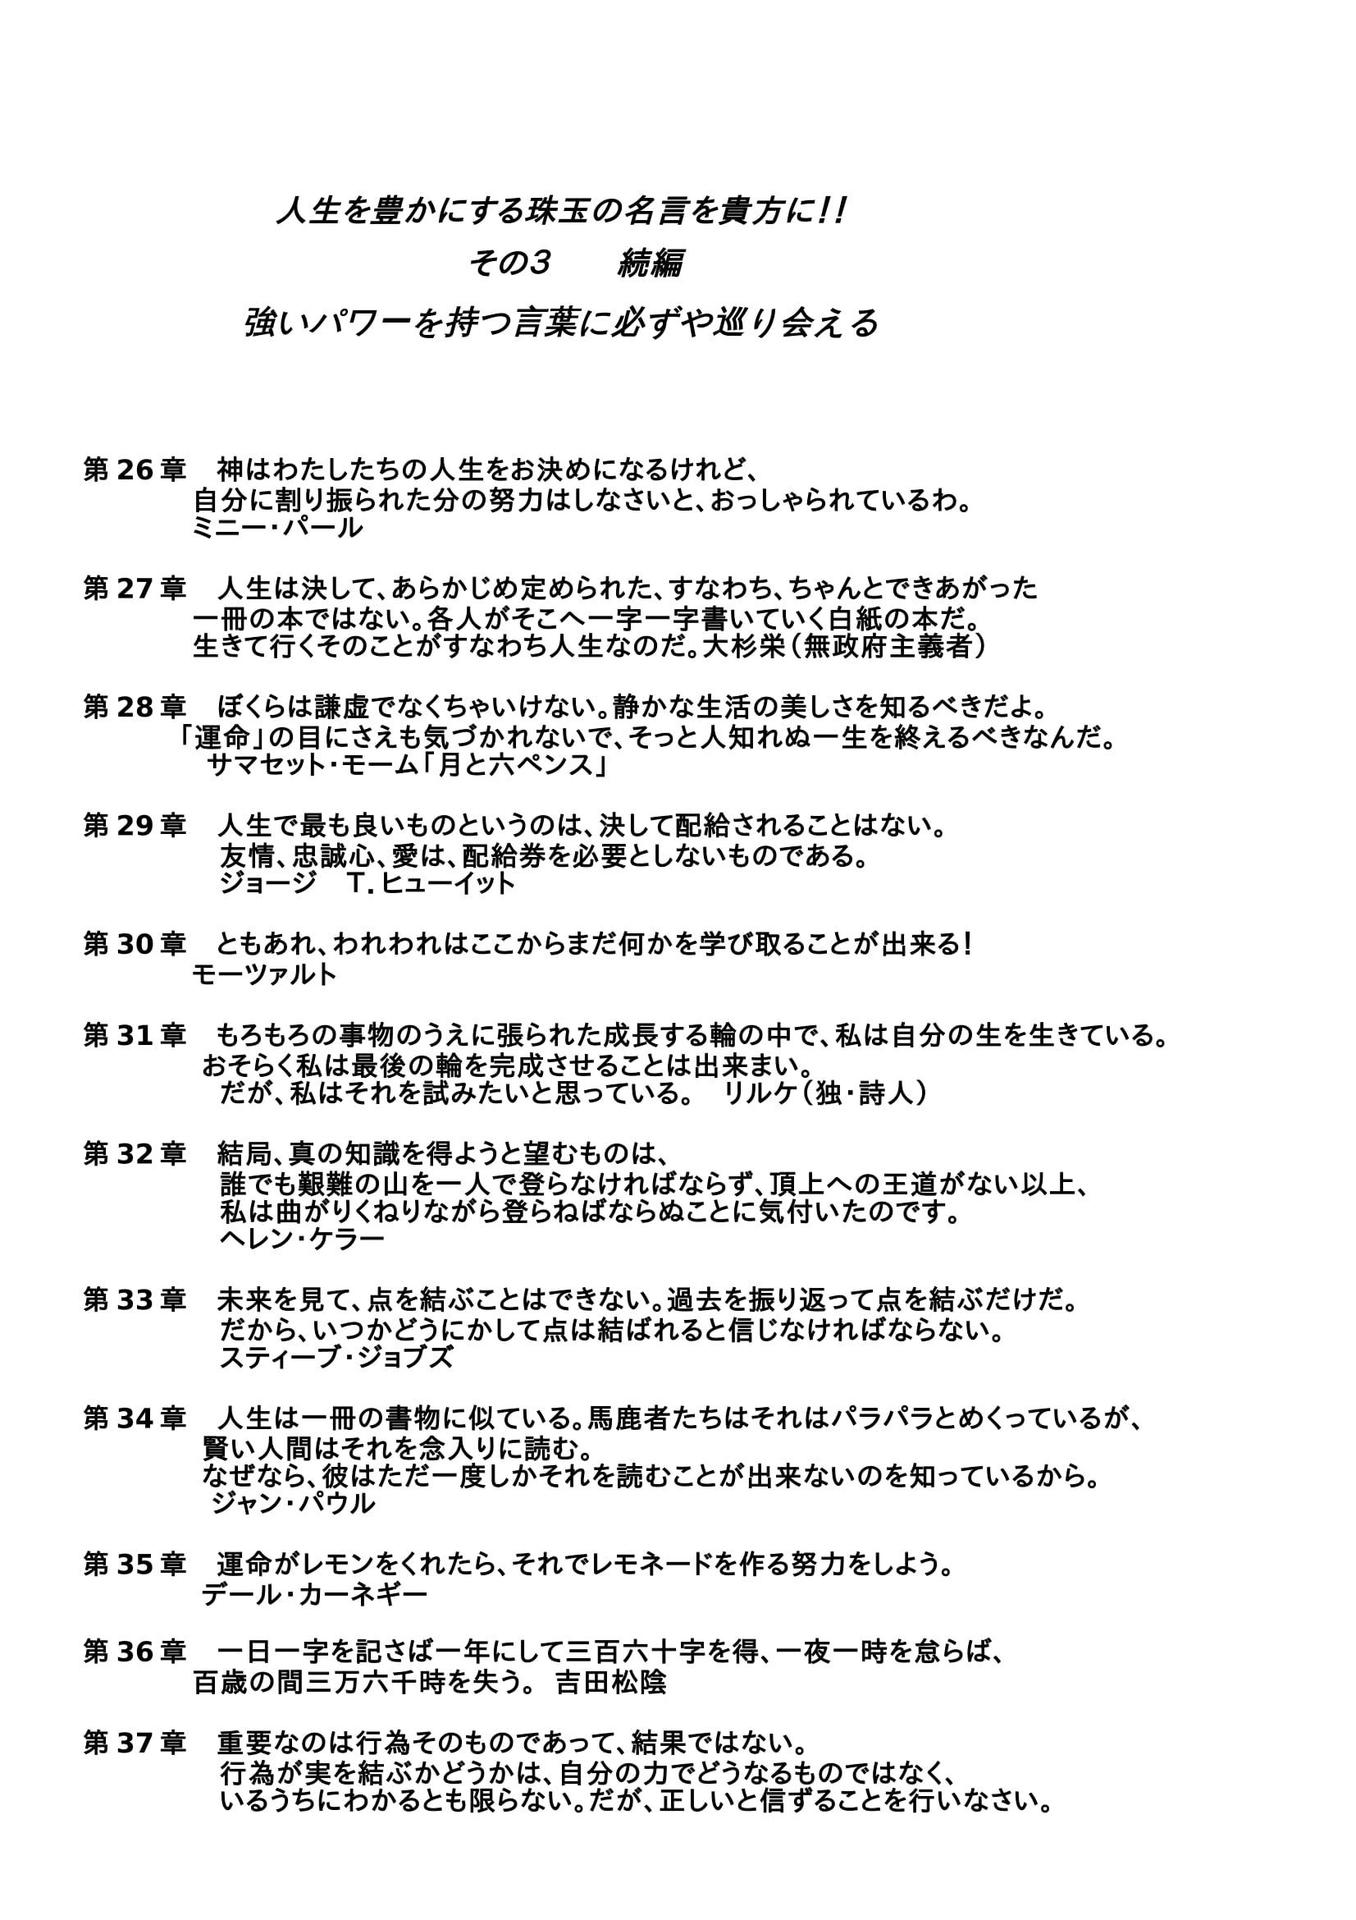 人生を豊かにする珠玉の名言を貴方に!!
その3　続編
強いパワーを持つ言葉に必ずや巡り会える
第26章　神はわたしたちの人生をお決めになるけれど、
自分に割り振られた分の努力はしなさいと、おっしゃられているわ。
ミニー・パール
第27章　人生は決して、あらかじめ定められた、すなわち、ちゃんとできあがった
一冊の本ではない。各人がそこへ一字一字書いていく白紙の本だ。
生きて行くそのことがすなわち人生なのだ。大杉栄（無政府主義者）
第28章　ぼくらは謙虚でなくちゃいけない。静かな生活の美しさを知るべきだよ。
「運命」の目にさえも気づかれないで、そっと人知れぬ一生を終えるべきなんだ。
サマセット・モーム「月と六ペンス」
第29章　人生で最も良いものというのは、決して配給されることはない。
友情、忠誠心、愛は、配給券を必要としないものである。
ジョージ　T．ヒューイット
第30章　ともあれ、われわれはここからまだ何かを学び取ることが出来る！
モーツァルト
第31章　もろもろの事物のうえに張られた成長する輪の中で、私は自分の生を生きている。
おそらく私は最後の輪を完成させることは出来まい。
だが、私はそれを試みたいと思っている。　リルケ（独・詩人）
第32章　結局、真の知識を得ようと望むものは、
誰でも艱難の山を一人で登らなければならず、頂上への王道がない以上、
私は曲がりくねりながら登らねばならぬことに気付いたのです。
ヘレン・ケラー
第33章　未来を見て、点を結ぶことはできない。過去を振り返って点を結ぶだけだ。
だから、いつかどうにかして点は結ばれると信じなければならない。
スティーブ・ジョブズ
第34章　人生は一冊の書物に似ている。馬鹿者たちはそれはパラパラとめくっているが、
賢い人間はそれを念入りに読む。
なぜなら、彼はただ一度しかそれを読むことが出来ないのを知っているから。
ジャン・パウル
第35章　運命がレモンをくれたら、それでレモネードを作る努力をしよう。
デール・カーネギー
第36章　一日一字を記さば一年にして三百六十字を得、一夜一時を怠らば、
百歳の間三万六千時を失う。 吉田松陰
第37章　重要なのは行為そのものであって、結果ではない。
行為が実を結ぶかどうかは、自分の力でどうなるものではなく、
いるうちにわかるとも限らない。だが、正しいと信ずることを行いなさい。